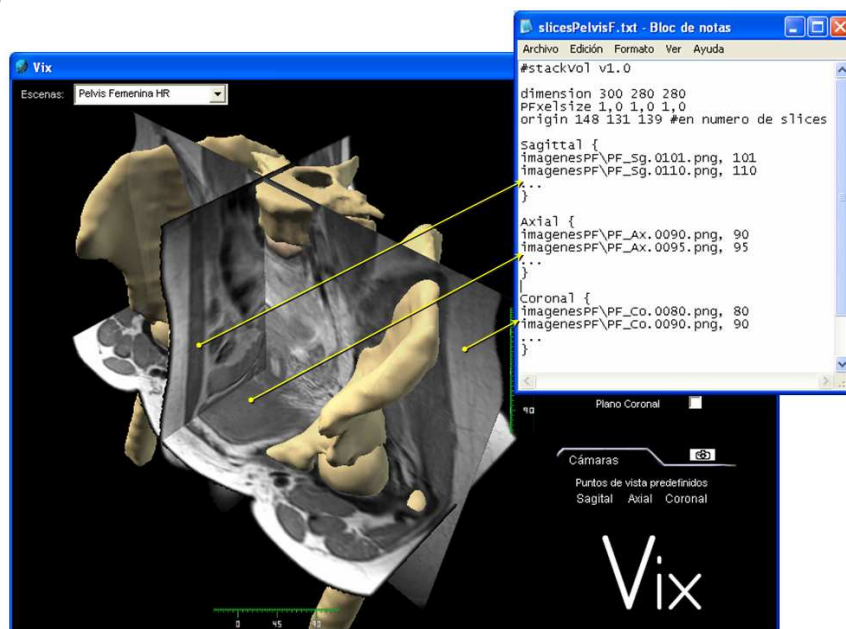 slicesPelvisF.txt - Bloc de notas
Archivo Edición Formato Ver Ayuda
#stackVol v1.0
dimension 300 280 280
PFxelsize 1,0 1,0 1,0
origin 148 131 139 #en numero de slices
Sagittal {
imagenesPF\PF_Sg.0101.png, 101
imagenesPF\PF_Sg.0110.png, 110
...
}
Axial {
imagenesPF\PF_Ax.0090.png, 90
imagenesPF\PF_Ax.0095.png, 95
...
}
Coronal {
imagenesPF\PF_Co.0080.png, 80
imagenesPF\PF_Co.0090.png, 90
...
}
Vix
Escenas: Pelvis Femenina HR
90
Plano Coronal
Cámaras
Puntos de vista predefinidos
Sagital Axial Coronal
Vix
0 45 90